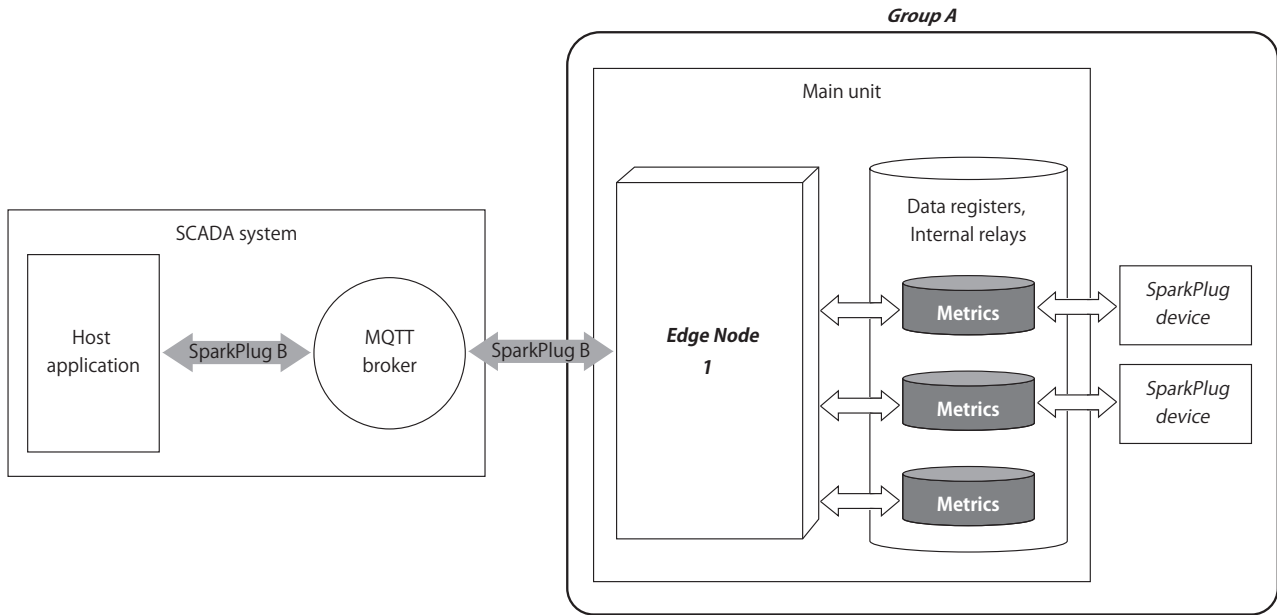 Group A
Main unit
SCADA system
Host
application
SparkPlug B
MQTT
broker
SparkPlug B
Edge Node
1
Data registers,
Internal relays
Metrics
Metrics
Metrics
SparkPlug
device
SparkPlug
device